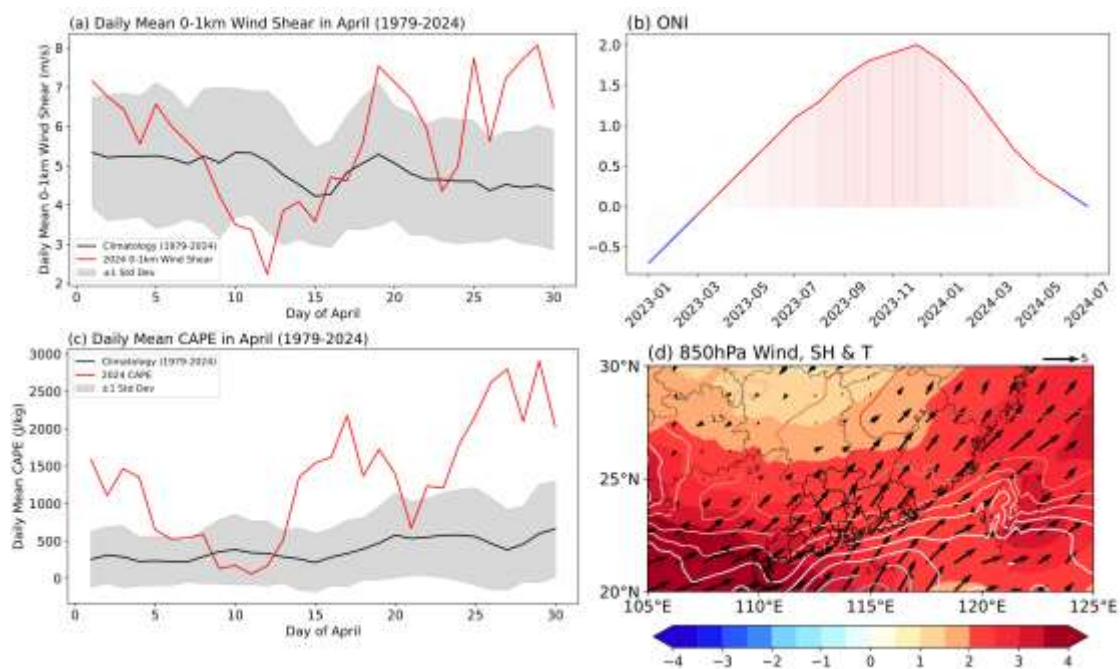 (a) Daily Mean 0-1km Wind Shear in April (1979-2024)
Daily Mean 0-1km Wind Shear (m/s)
8
7
6
5
4
3
2
Climatology (1979-2024)
2024 0-1km Wind Shear
±1 Std Dev
0 5 10 15 20 25 30
Day of April
(b) ONI
2.0
1.5
1.0
0.5
0.0
−0.5
2023-01 2023-03 2023-05 2023-07 2023-09 2023-11 2024-01 2024-03 2024-05 2024-07
(c) Daily Mean CAPE in April (1979-2024)
Daily Mean CAPE (J/kg)
3000
2500
2000
1500
1000
500
0
Climatology (1979-2024)
2024 CAPE
±1 Std Dev
0 5 10 15 20 25 30
Day of April
(d) 850hPa Wind, SH & T
5
30°N
25°N
20°N
105°E 110°E 115°E 120°E 125°E
−4 −3 −2 −1 0 1 2 3 4